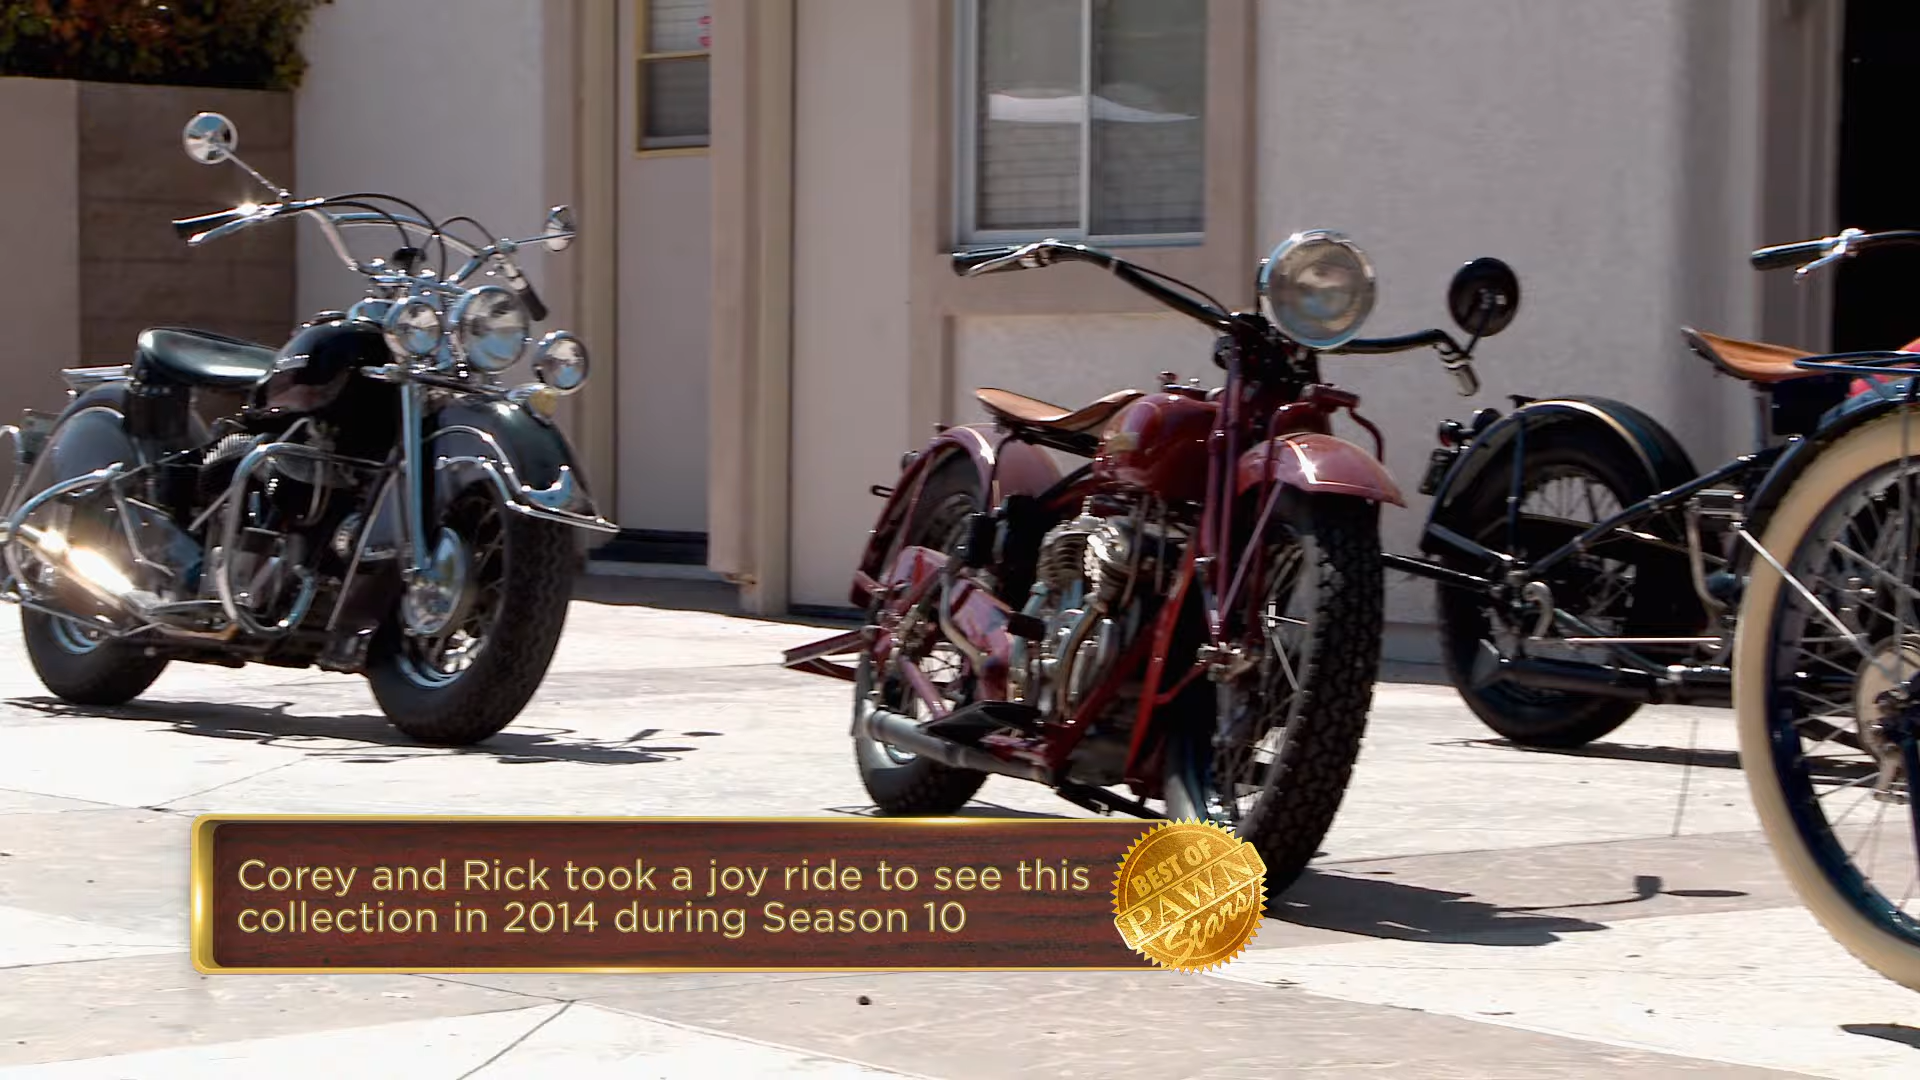 Corey and Rick took a joy ride to see this
collection in 2014 during Season 10
BEST OF
PAWN
Stars